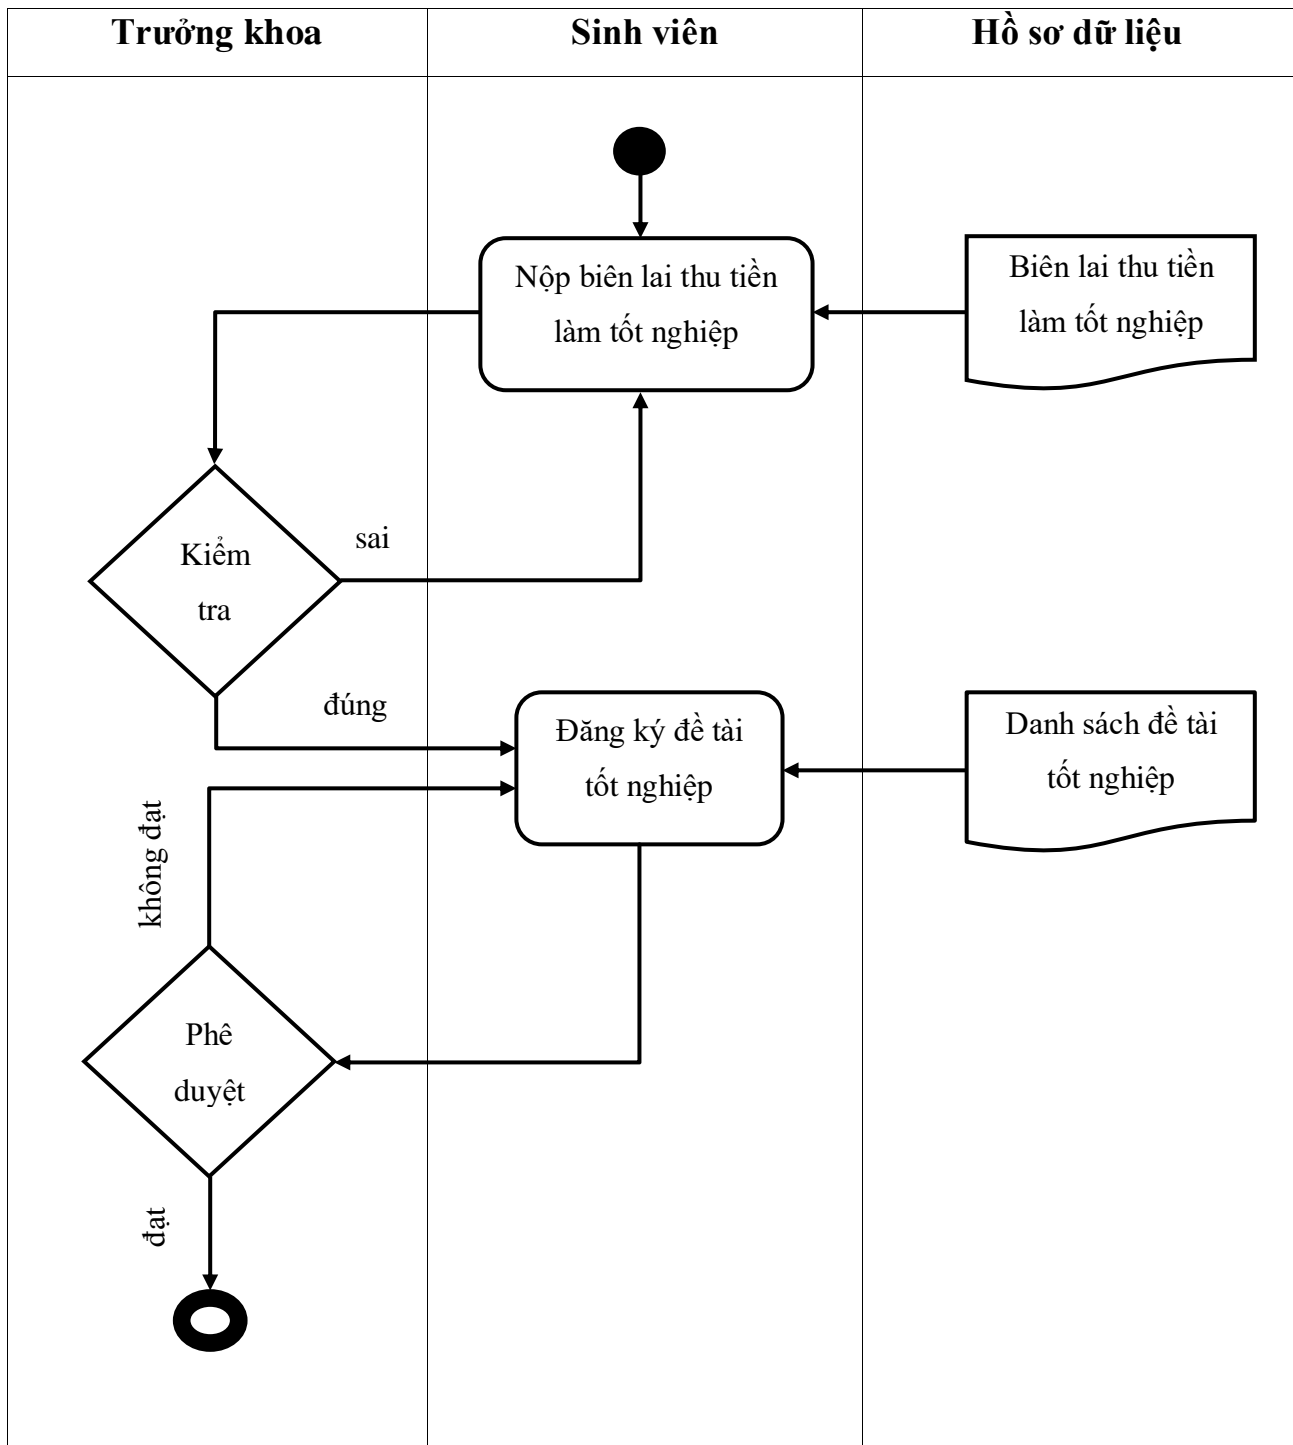 Trưởng khoa
Sinh viên
Hồ sơ dữ liệu
Nộp biên lai thu tiền
làm tốt nghiệp
Biên lai thu tiền
làm tốt nghiệp
Kiểm
tra
sai
đúng
Đăng ký đề tài
tốt nghiệp
Danh sách đề tài
tốt nghiệp
không đạt
Phê
duyệt
đạt